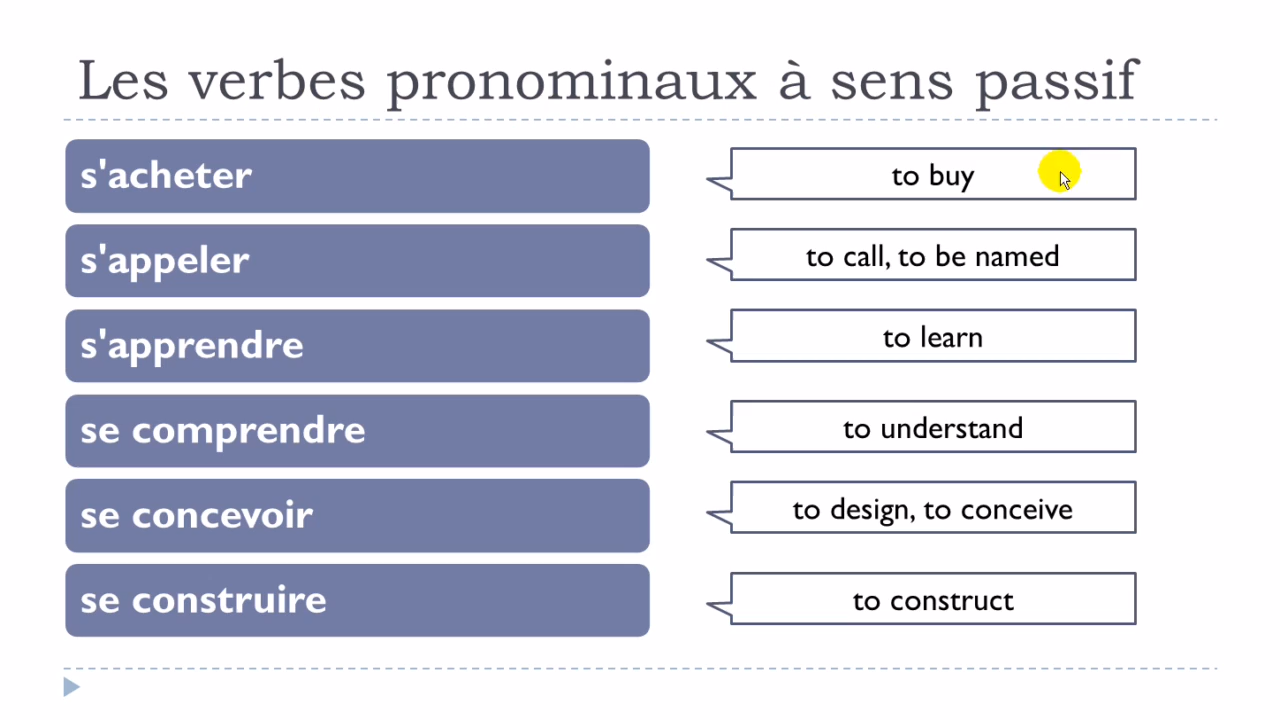 Les verbes pronominaux à sens passif
s'acheter
to buy
s'appeler
to call, to be named
s'apprendre
to learn
se comprendre
to understand
se concevoir
to design, to conceive
se construire
to construct